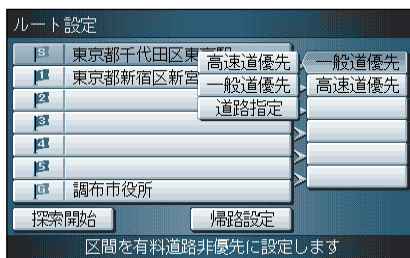 ルート設定
S 東京都千代田区東京駅
高速道優先
一般道優先
1 東京都新宿区新宮
一般道優先
高速道優先
2
道路指定
3
4
5
G 調布市役所
探索開始
帰路設定
区間を有料道路非優先に設定します